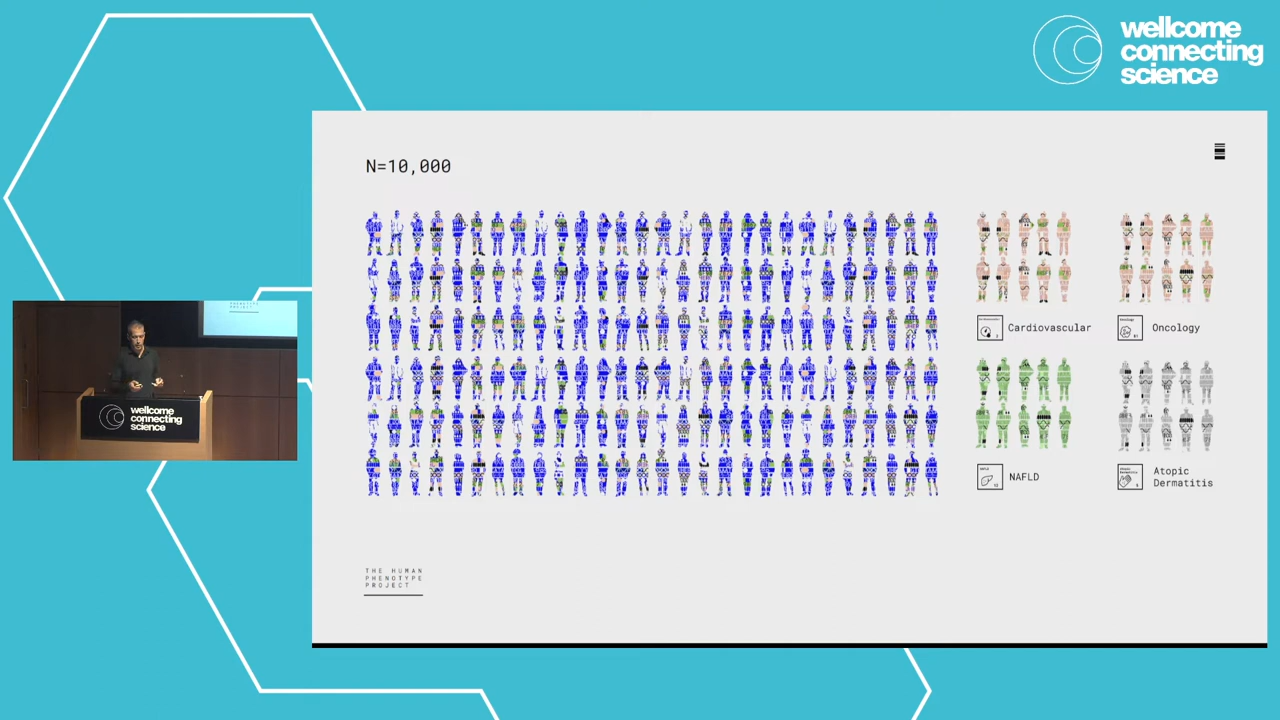 wellcome
connecting
science
N=10,000
Cardiovascular
Oncology
NAFLD
Atopic
Dermatitis
THE HUMAN
PHENOTYPE
PROJECT
wellcome
connecting
science